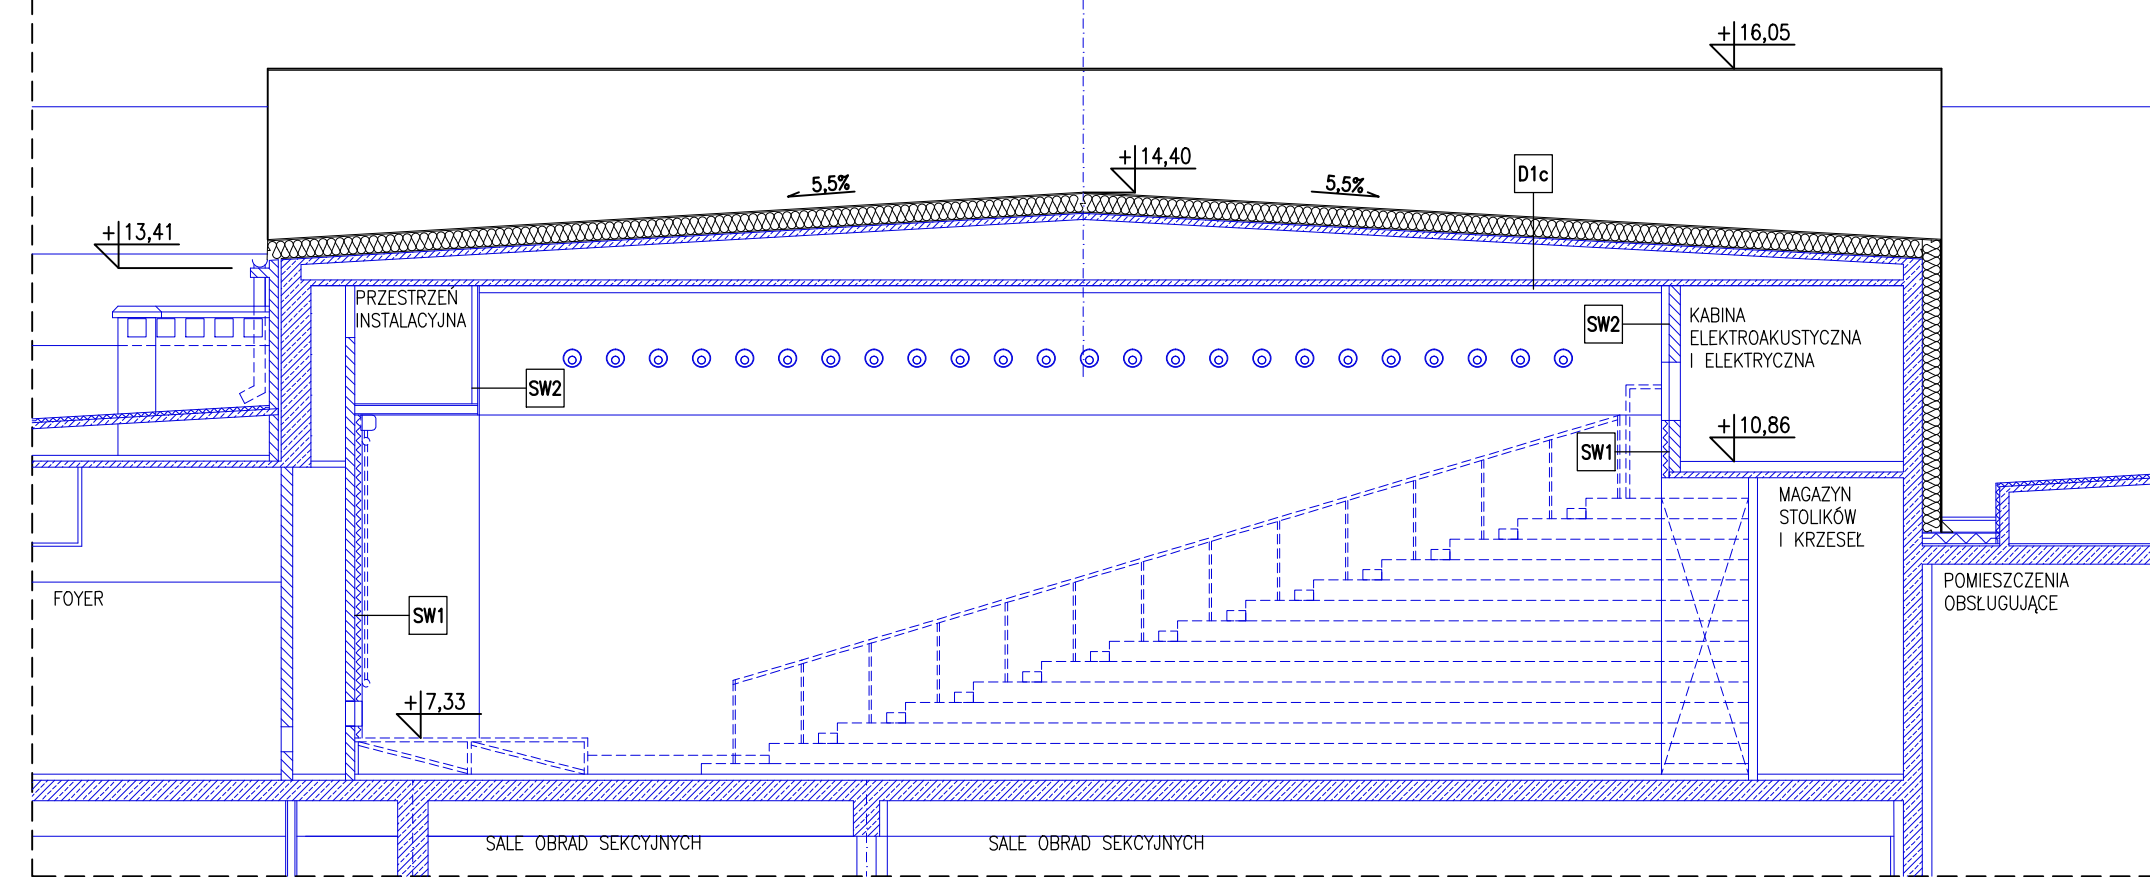 +16,05
+14,40
5,5%
5,5%
D1c
+13,41
PRZESTRZEŃ
INSTALACYJNA
SW2
SW2
KABINA
ELEKTROAKUSTYCZNA
I ELEKTRYCZNA
SW1
+10,86
MAGAZYN
STOLIKÓW
I KRZESEŁ
FOYER
SW1
POMIESZCZENIA
OBSŁUGUJĄCE
+7,33
SALE OBRAD SEKCYJNYCH
SALE OBRAD SEKCYJNYCH